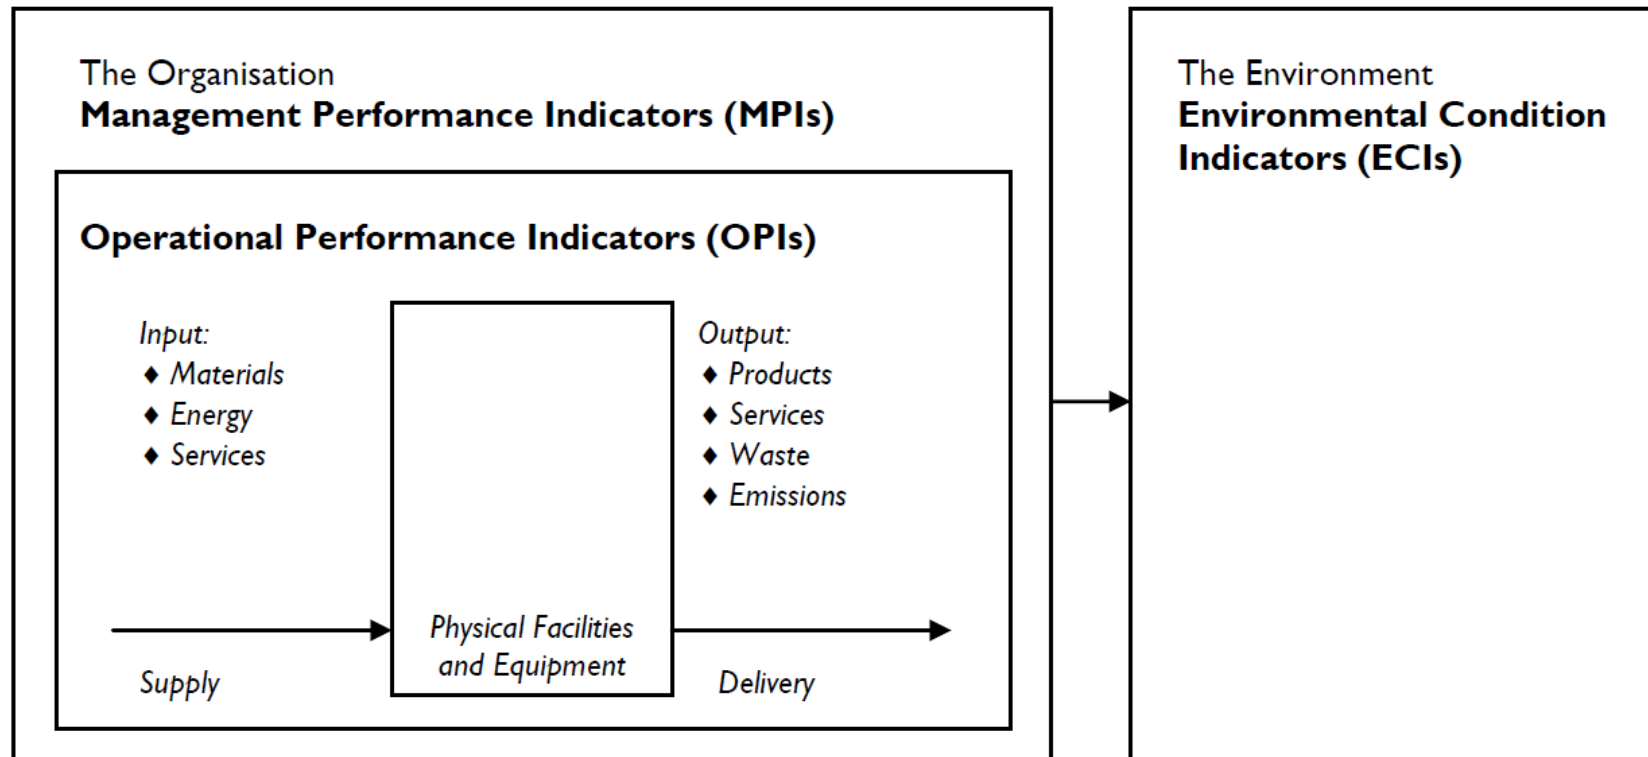 The Organisation
Management Performance Indicators (MPIs)
Operational Performance Indicators (OPIs)
Input:
♦ Materials
♦ Energy
♦ Services
Output:
♦ Products
♦ Services
♦ Waste
♦ Emissions
Physical Facilities
and Equipment
Supply
Delivery
The Environment
Environmental Condition
Indicators (ECIs)